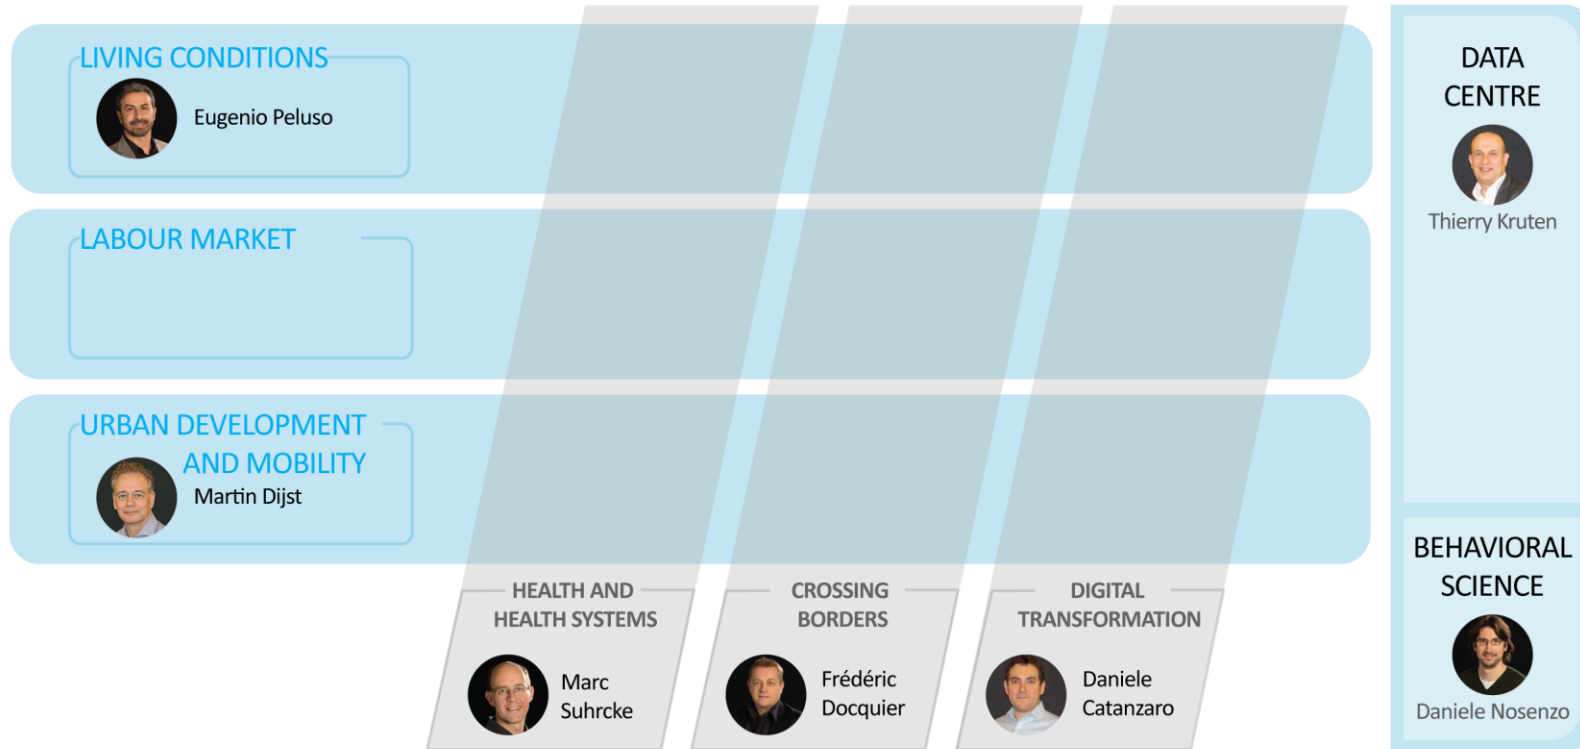 LIVING CONDITIONS
Eugenio Peluso
LABOUR MARKET
URBAN DEVELOPMENT
AND MOBILITY
Martin Dijst
HEALTH AND
HEALTH SYSTEMS
Marc
Suhrcke
CROSSING
BORDERS
Frédéric
Docquier
DIGITAL
TRANSFORMATION
Daniele
Catanzaro
DATA
CENTRE
Thierry Kruten
BEHAVIORAL
SCIENCE
Daniele Nosenzo